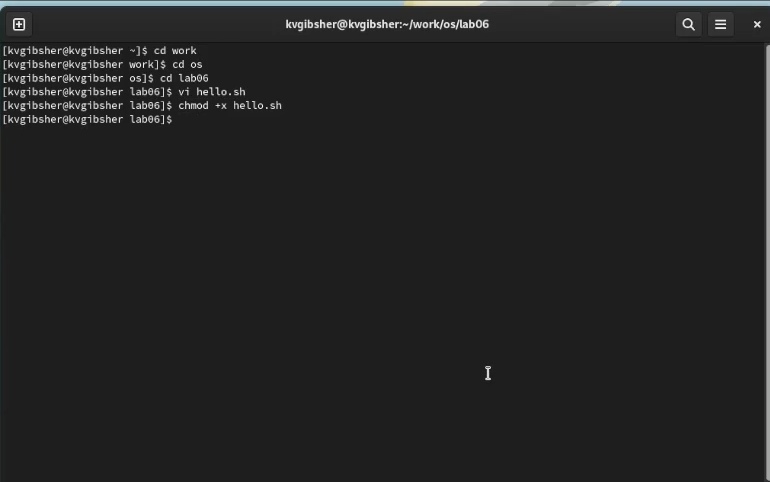 kvgibsher@kvgibsher:~/work/os/lab06
[kvgibsher@kvgibsher ~]$ cd work
[kvgibsher@kvgibsher work]$ cd os
[kvgibsher@kvgibsher os]$ cd lab06
[kvgibsher@kvgibsher lab06]$ vi hello.sh
[kvgibsher@kvgibsher lab06]$ chmod +x hello.sh
[kvgibsher@kvgibsher lab06]$